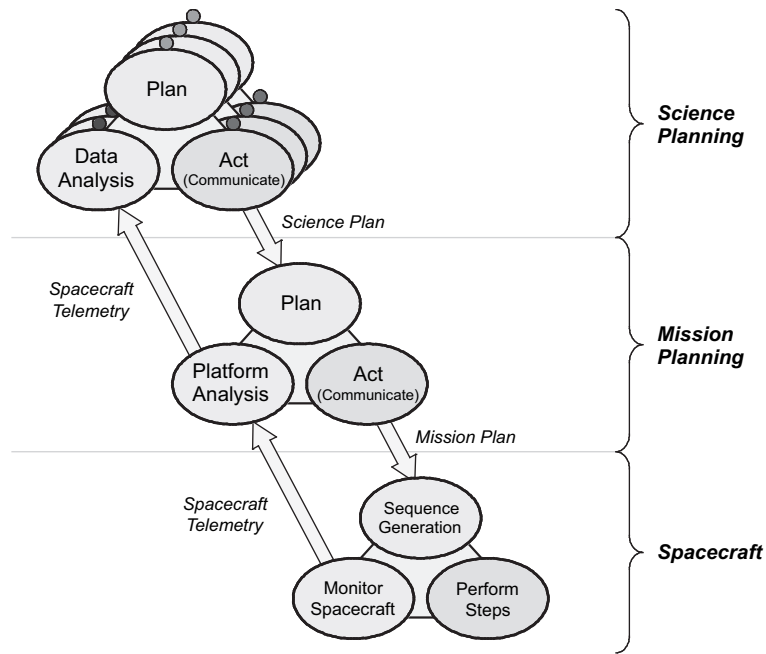 Plan
Data
Analysis
Act
(Communicate)
Science
Planning
Science Plan
Spacecraft
Telemetry
Plan
Platform
Analysis
Act
(Communicate)
Mission
Planning
Mission Plan
Spacecraft
Telemetry
Sequence
Generation
Monitor
Spacecraft
Perform
Steps
Spacecraft